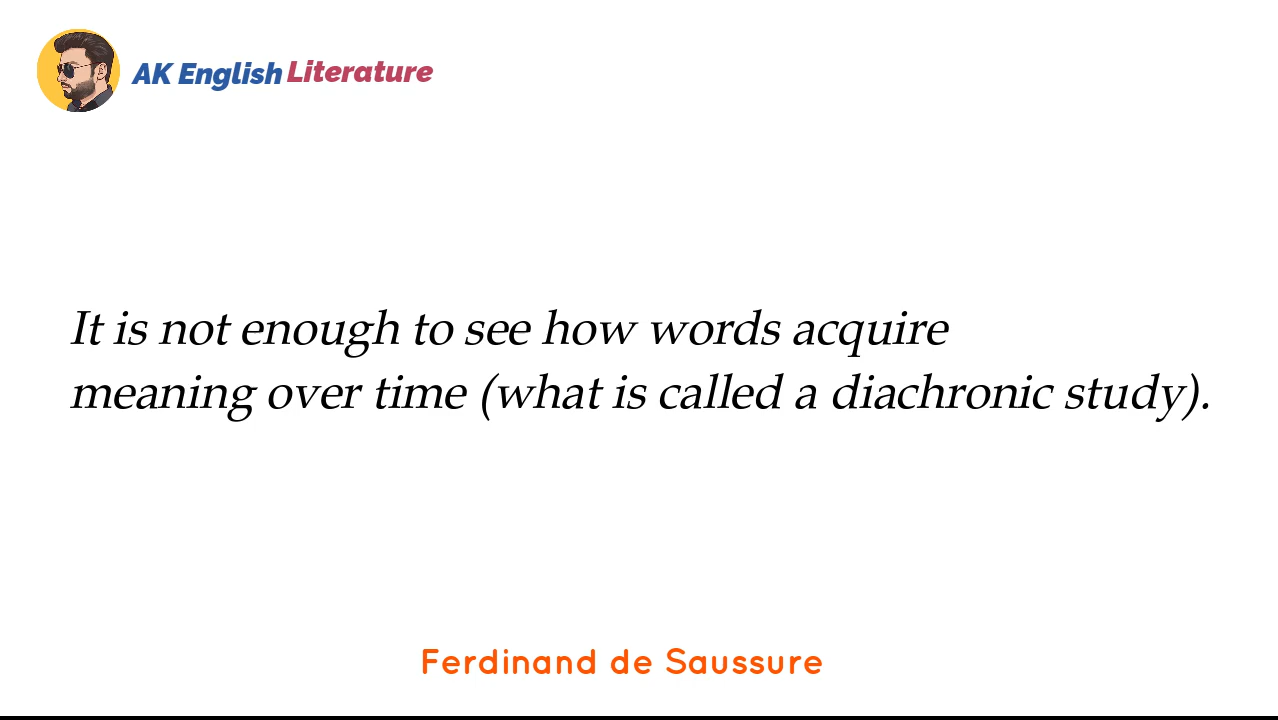 AK English Literature
It is not enough to see how words acquire
meaning over time (what is called a diachronic study).
Ferdinand de Saussure